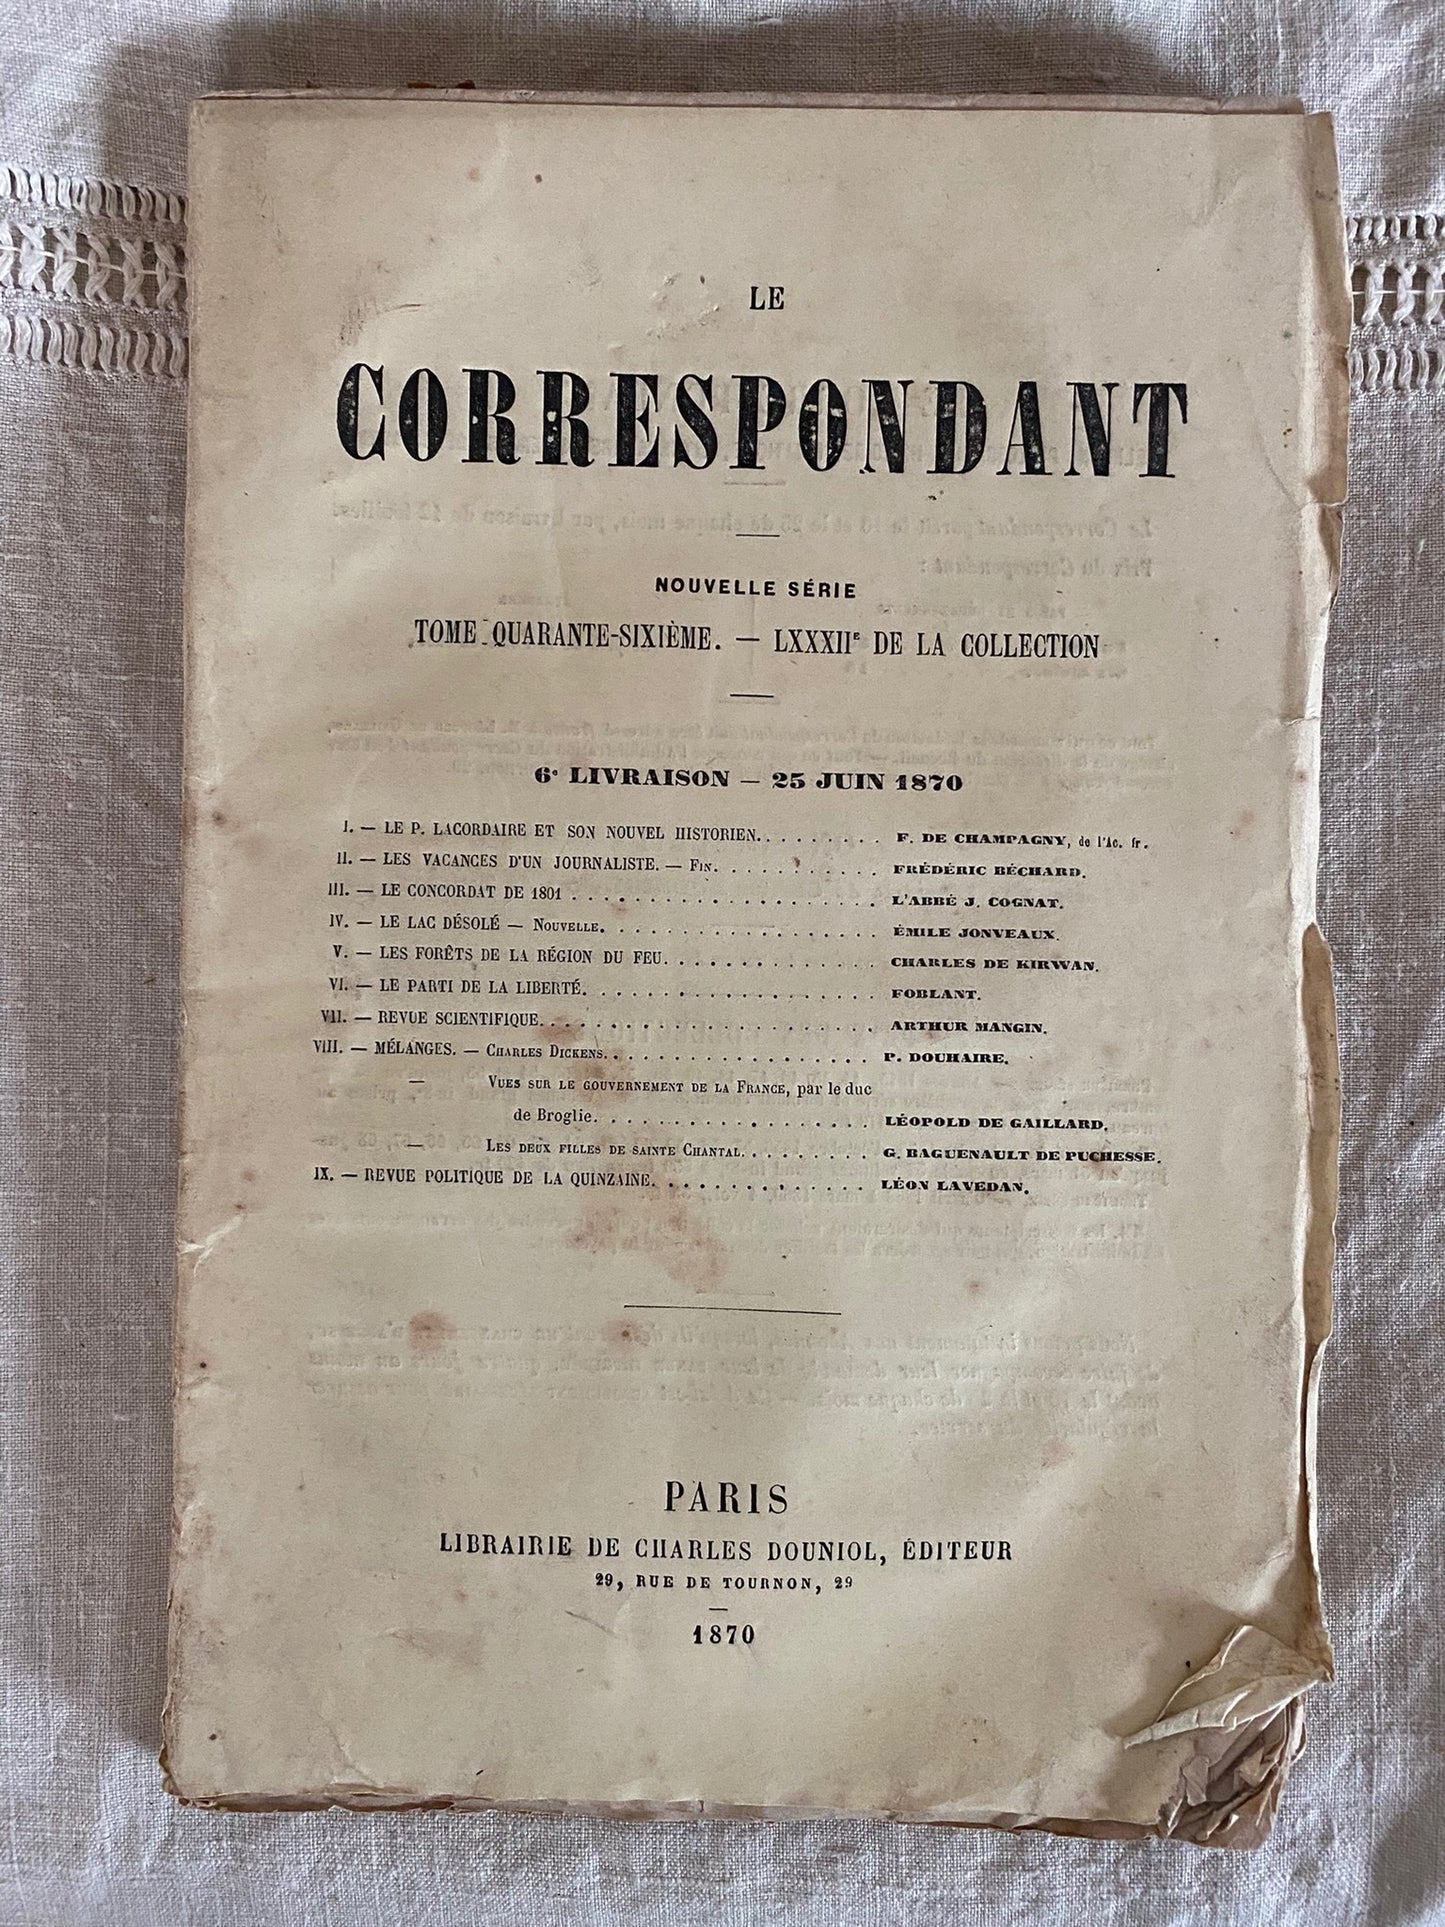 LE
CORRESPONDANT
NOUVELLE SÉRIE
TOME QUARANTE-SIXIÈME. — LXXXIIᴱ DE LA COLLECTION
6ᵉ LIVRAISON — 25 JUIN 1870
I. — LE P. LACORDAIRE ET SON NOUVEL HISTORIEN. . . . . . . . . F. DE CHAMPAGNY, de l'Ac. fr.
II. — LES VACANCES D'UN JOURNALISTE. — Fin. . . . . . . . . . . FRÉDÉRIC BÉCHARD.
III. — LE CONCORDAT DE 1801 . . . . . . . . . . . . . . . . . . L'ABBÉ J. COGNAT.
IV. — LE LAC DÉSOLÉ — Nouvelle. . . . . . . . . . . . . . . . . ÉMILE JONVEAUX.
V. — LES FORÊTS DE LA RÉGION DU FEU. . . . . . . . . . . . . . CHARLES DE KIRWAN.
VI. — LE PARTI DE LA LIBERTÉ. . . . . . . . . . . . . . . . . . FOBLANT.
VII. — REVUE SCIENTIFIQUE. . . . . . . . . . . . . . . . . . . . ARTHUR MANGIN.
VIII. — MÉLANGES. — Charles Dickens. . . . . . . . . . . . . . . . P. DOUHAIRE.
— Vues sur le gouvernement de la France, par le duc
de Broglie. . . . . . . . . . . . . . . . . LÉOPOLD DE GAILLARD.
— Les deux filles de sainte Chantal. . . . . . . . . G. BAGUENAULT DE PUCHESSE.
IX. — REVUE POLITIQUE DE LA QUINZAINE. . . . . . . . . . . . . LÉON LAVEDAN.
PARIS
LIBRAIRIE DE CHARLES DOUNIOL, ÉDITEUR
29, RUE DE TOURNON, 29
1870